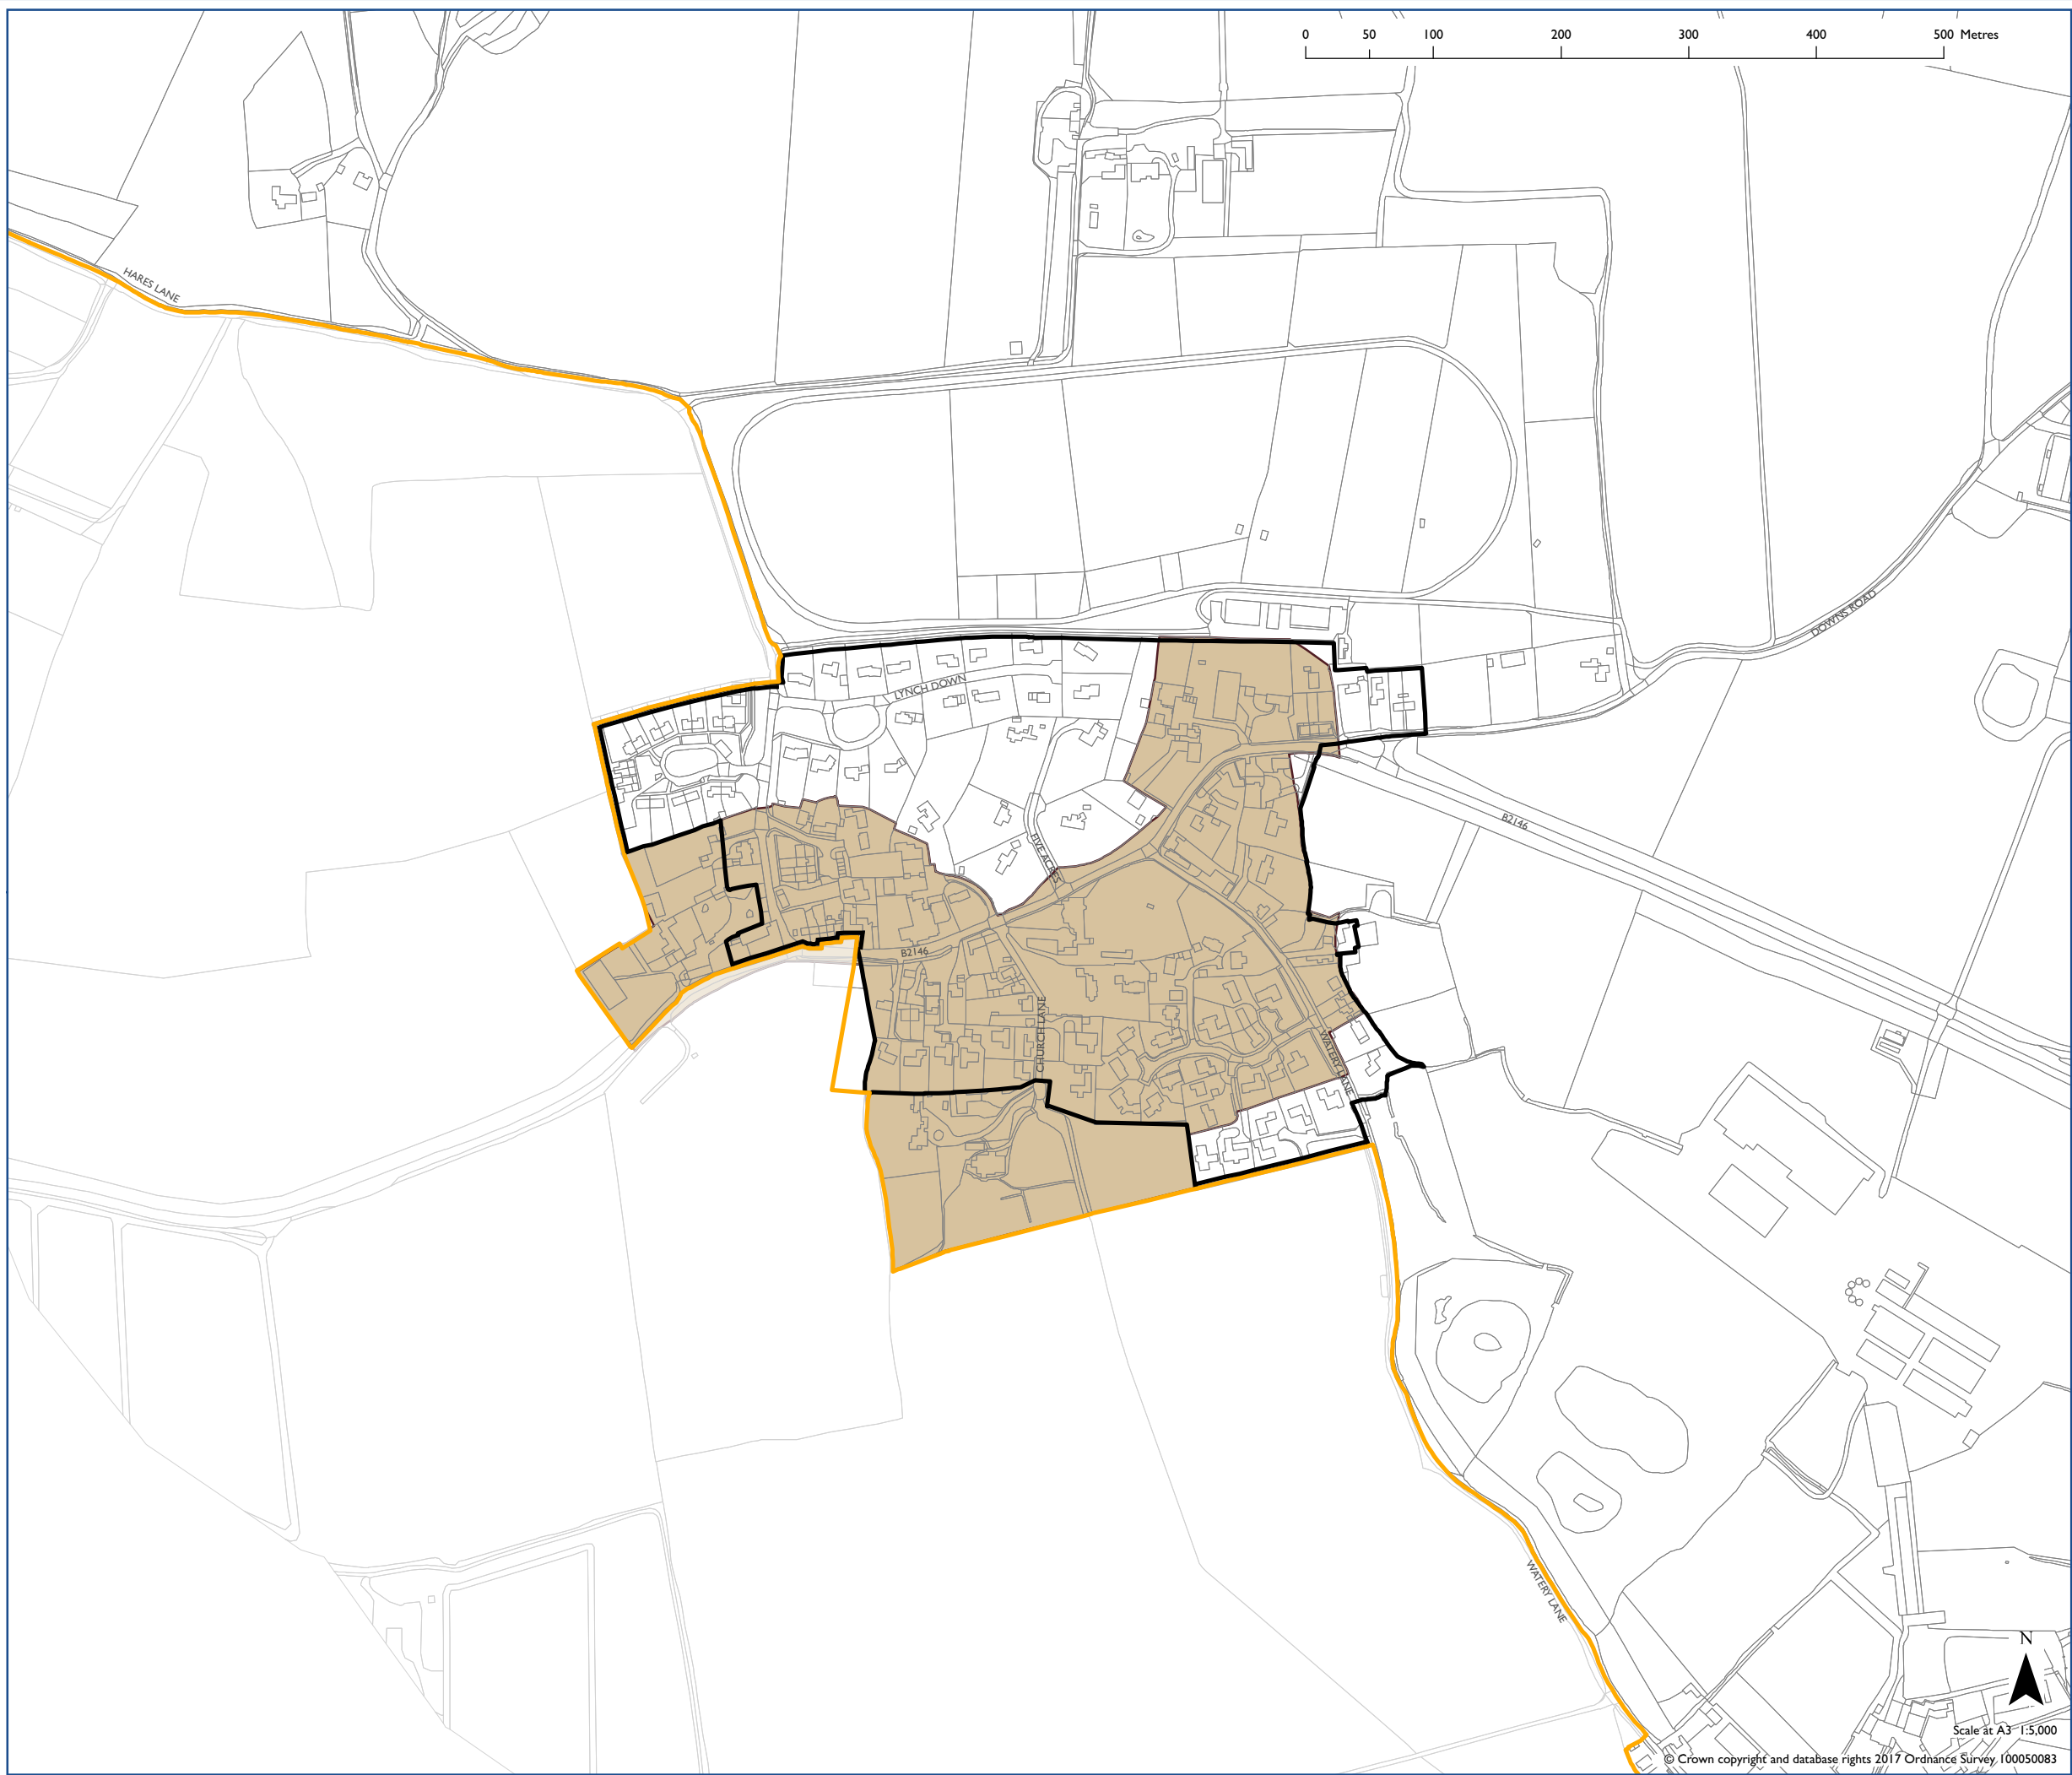 0 50 100 200 300 400 500 Metres
HARES LANE
DOWNS ROAD
LYNCH DOWN
B2146
FIVE ACRES
B2146
CHURCH LANE
WATERY LANE
WATERY LANE
N
Scale at A3 1:5,000
© Crown copyright and database rights 2017 Ordnance Survey 100050083